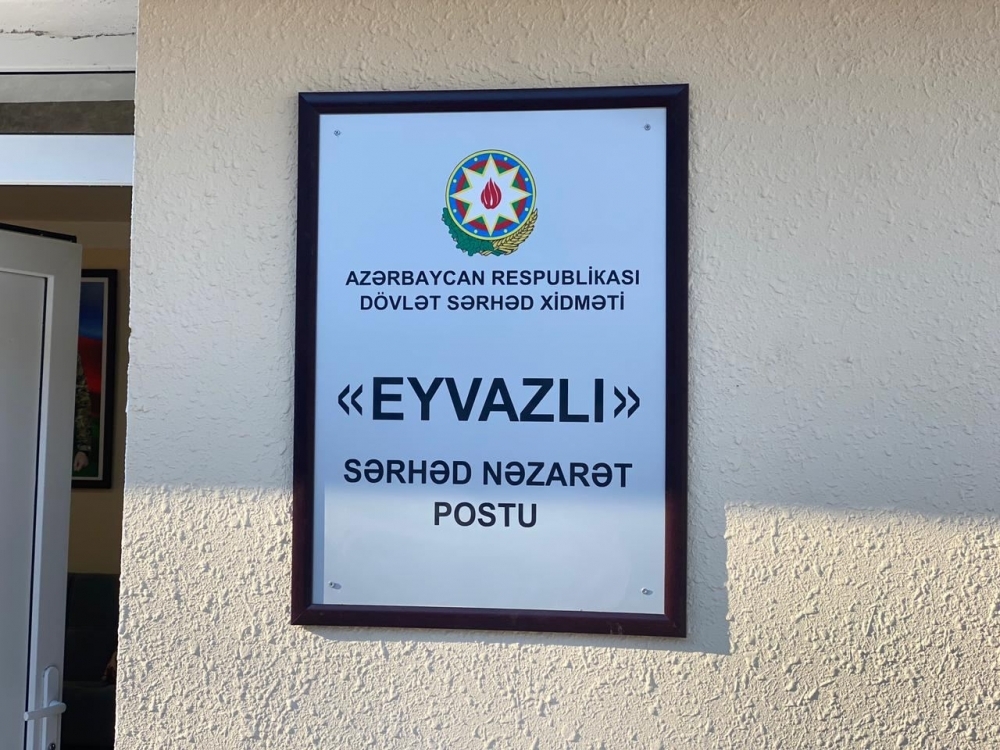 AZƏRBAYCAN RESPUBLİKASI
DÖVLƏT SƏRHƏD XİDMƏTİ
«EYVAZLI»
SƏRHƏD NƏZARƏT
POSTU